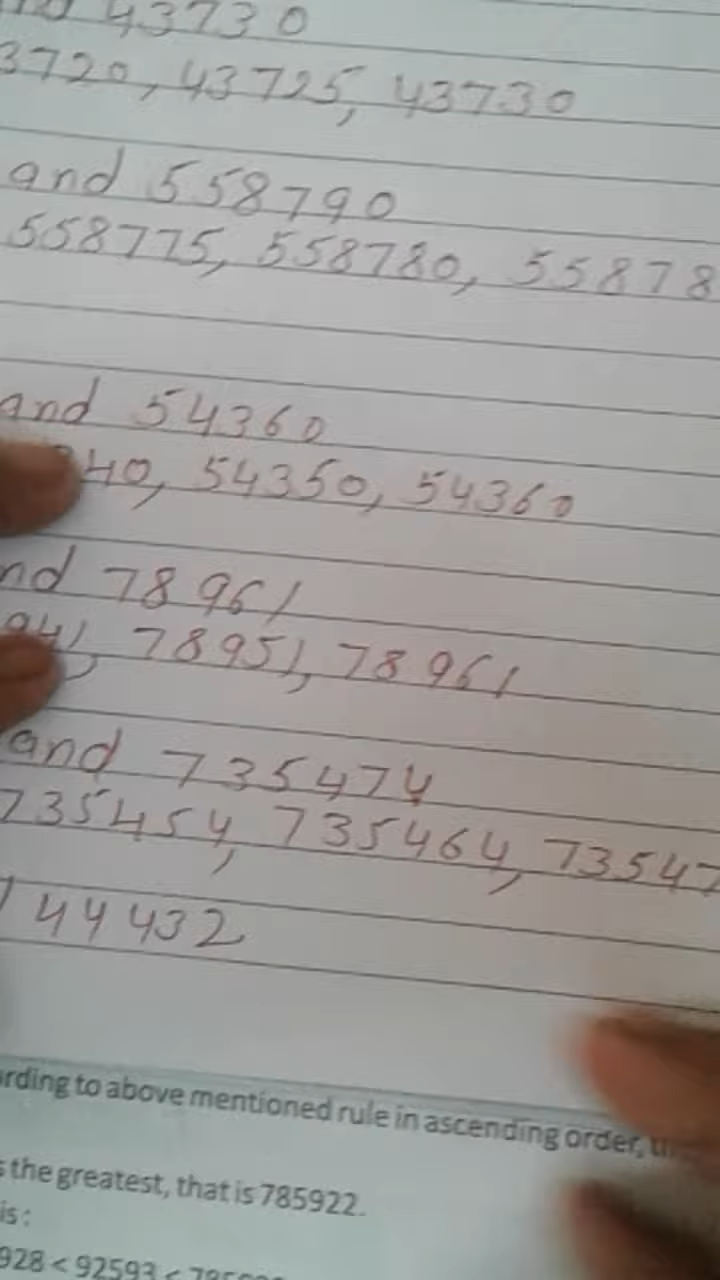 43730
3720, 43725, 43730
and 558790
558775, 558780, 55878
and 54360
40, 54350, 54360
nd 78961
941, 78951, 78961
and 735474
735454, 735464, 73547
44432
rding to above mentioned rule in ascending order,
s the greatest, that is 785922.
is :
928 < 92593 <